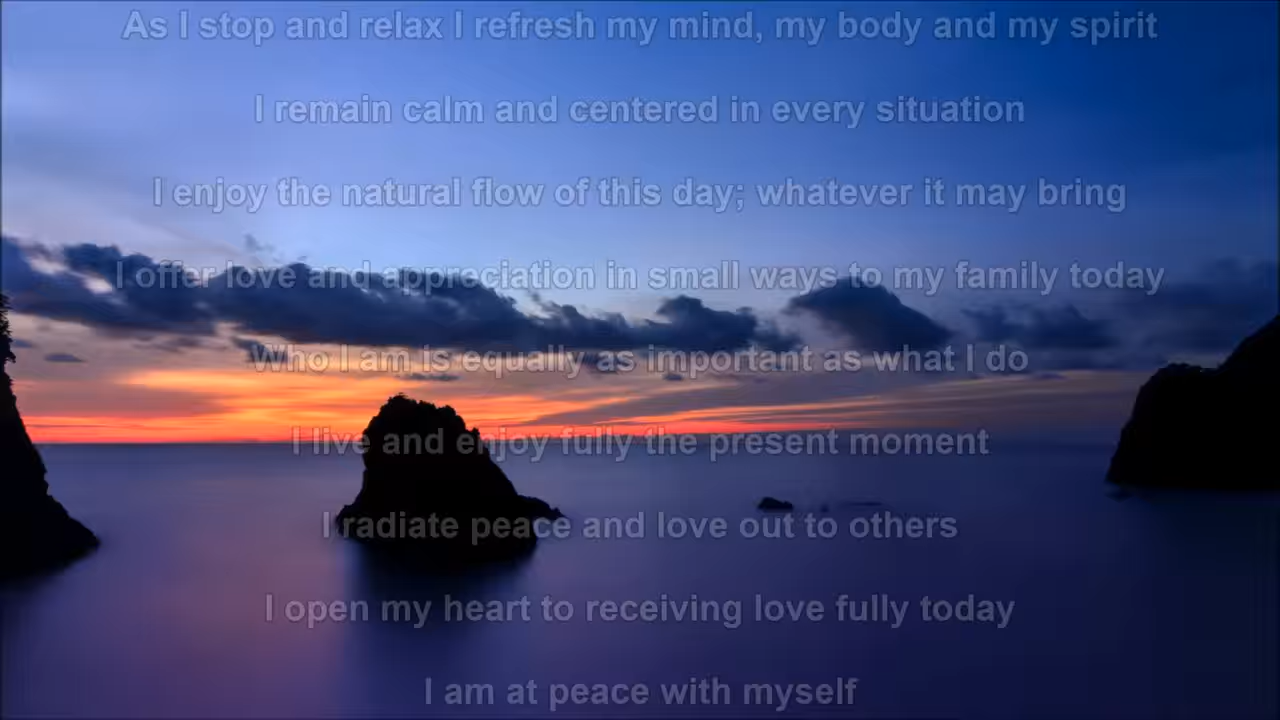 As I stop and relax I refresh my mind, my body and my spirit
I remain calm and centered in every situation
I enjoy the natural flow of this day; whatever it may bring
I offer love and appreciation in small ways to my family today
Who I am is equally as important as what I do
I live and enjoy fully the present moment
I radiate peace and love out to others
I open my heart to receiving love fully today
I am at peace with myself